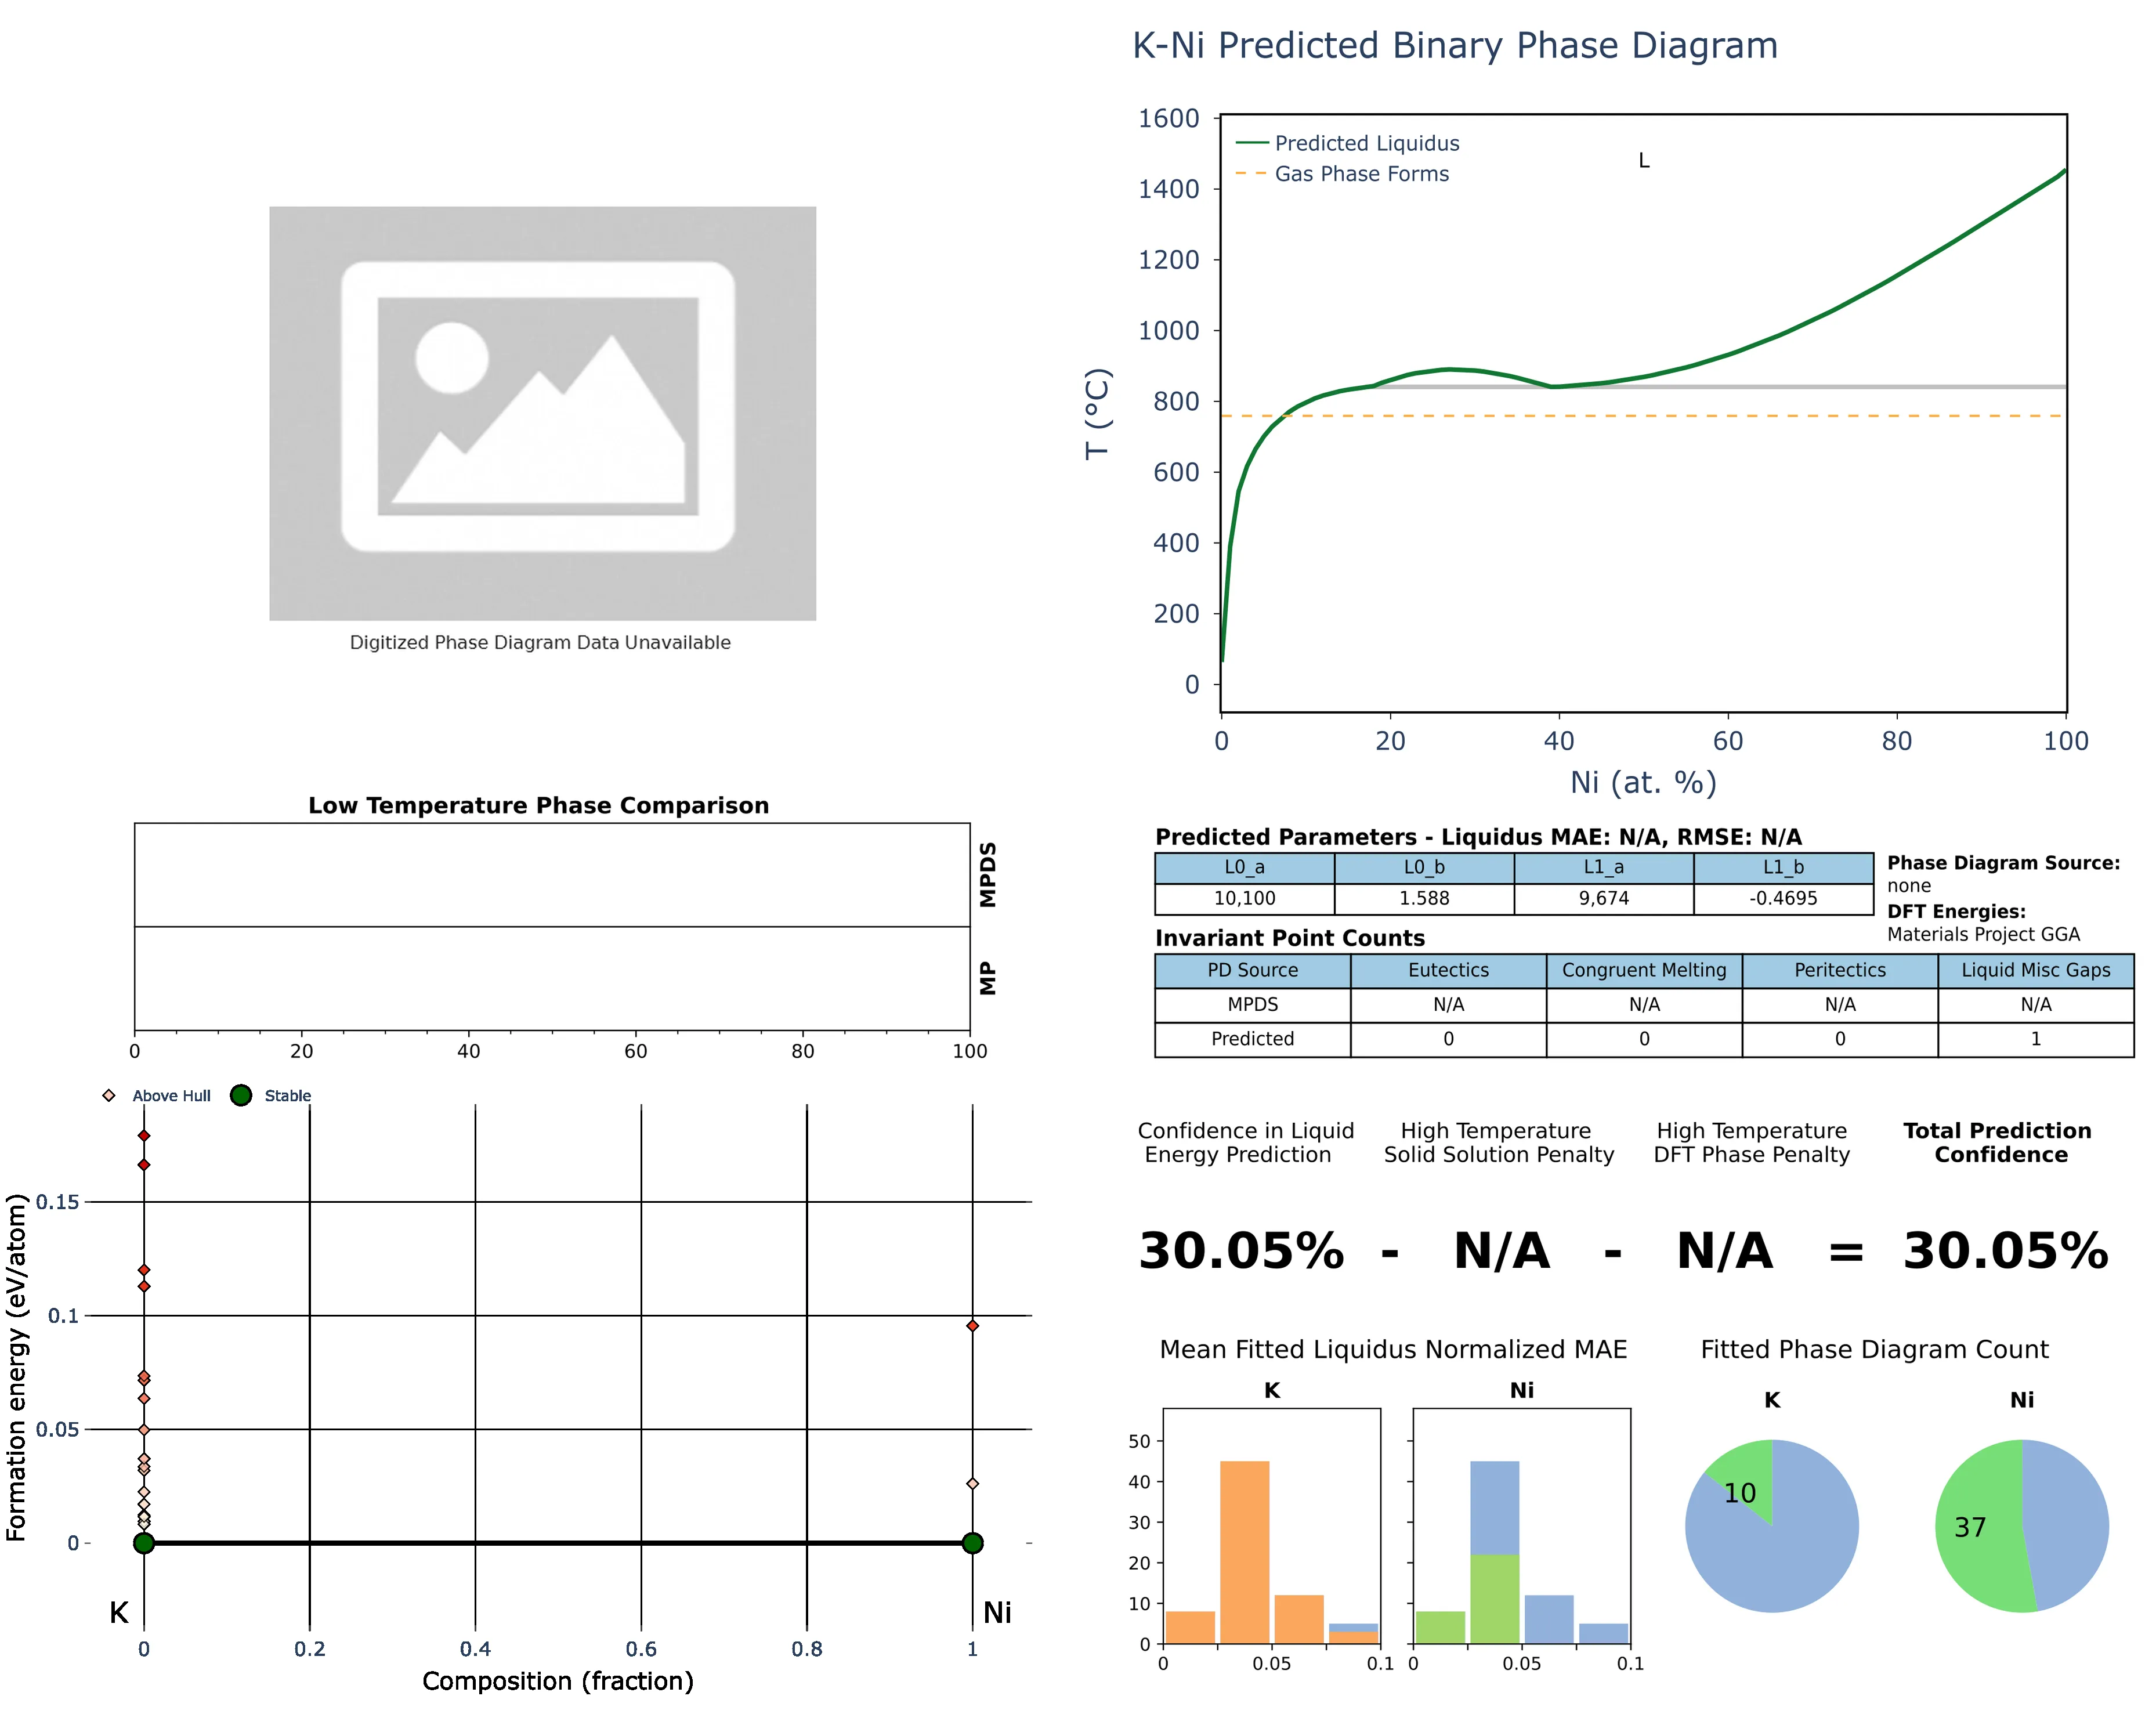 K-Ni Predicted Binary Phase Diagram
1600
1400
1200
1000
800
600
400
200
0
T (°C)
Predicted Liquidus
Gas Phase Forms
L
0 20 40 60 80 100
Ni (at. %)
Digitized Phase Diagram Data Unavailable
Low Temperature Phase Comparison
MPDS
MP
0 20 40 60 80 100
Predicted Parameters - Liquidus MAE: N/A, RMSE: N/A
L0_a L0_b L1_a L1_b
10,100 1.588 9,674 -0.4695
Phase Diagram Source:
none
DFT Energies:
Materials Project GGA
Invariant Point Counts
PD Source Eutectics Congruent Melting Peritectics Liquid Misc Gaps
MPDS N/A N/A N/A N/A
Predicted 0 0 0 1
Above Hull Stable
Formation energy (eV/atom)
0.15
0.1
0.05
0
K Ni
0 0.2 0.4 0.6 0.8 1
Composition (fraction)
Confidence in Liquid
Energy Prediction
High Temperature
Solid Solution Penalty
High Temperature
DFT Phase Penalty
Total Prediction
Confidence
30.05% - N/A - N/A = 30.05%
Mean Fitted Liquidus Normalized MAE
K Ni
50
40
30
20
10
0
0 0.05 0.1 0 0.05 0.1
Fitted Phase Diagram Count
K Ni
10 37